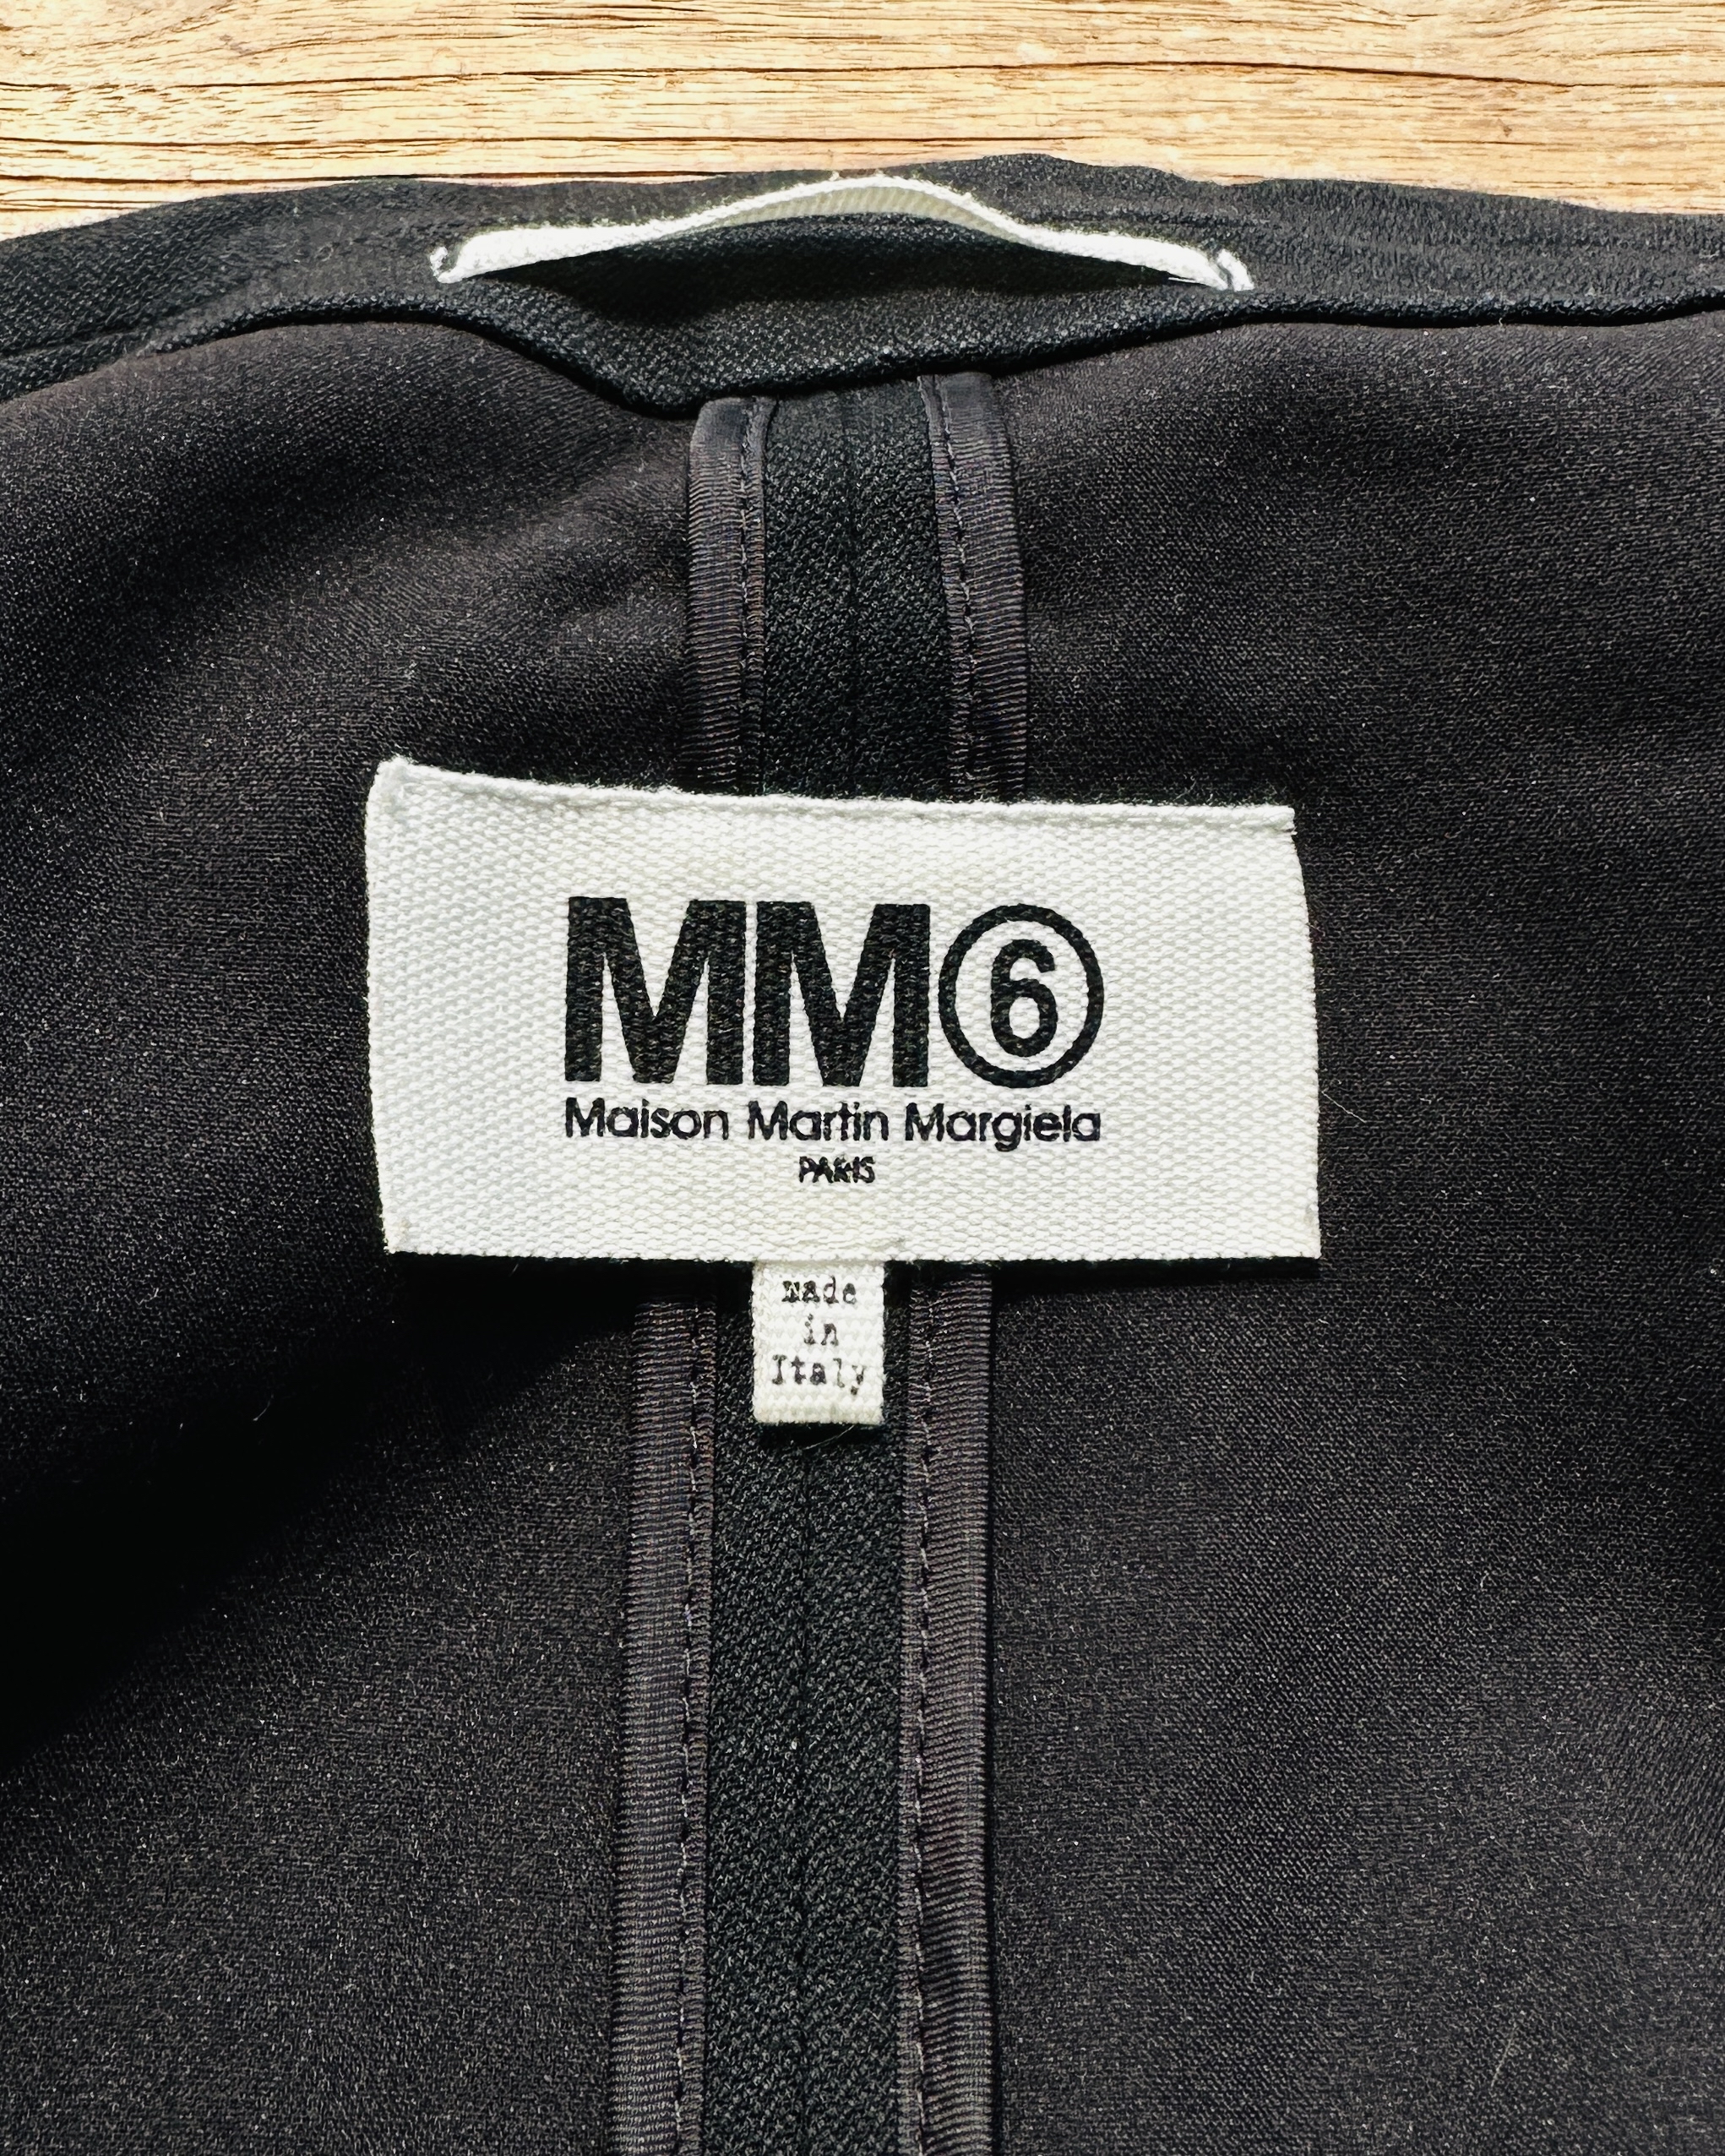 MM⑥
Maison Martin Margiela
PARIS
made
in
Italy